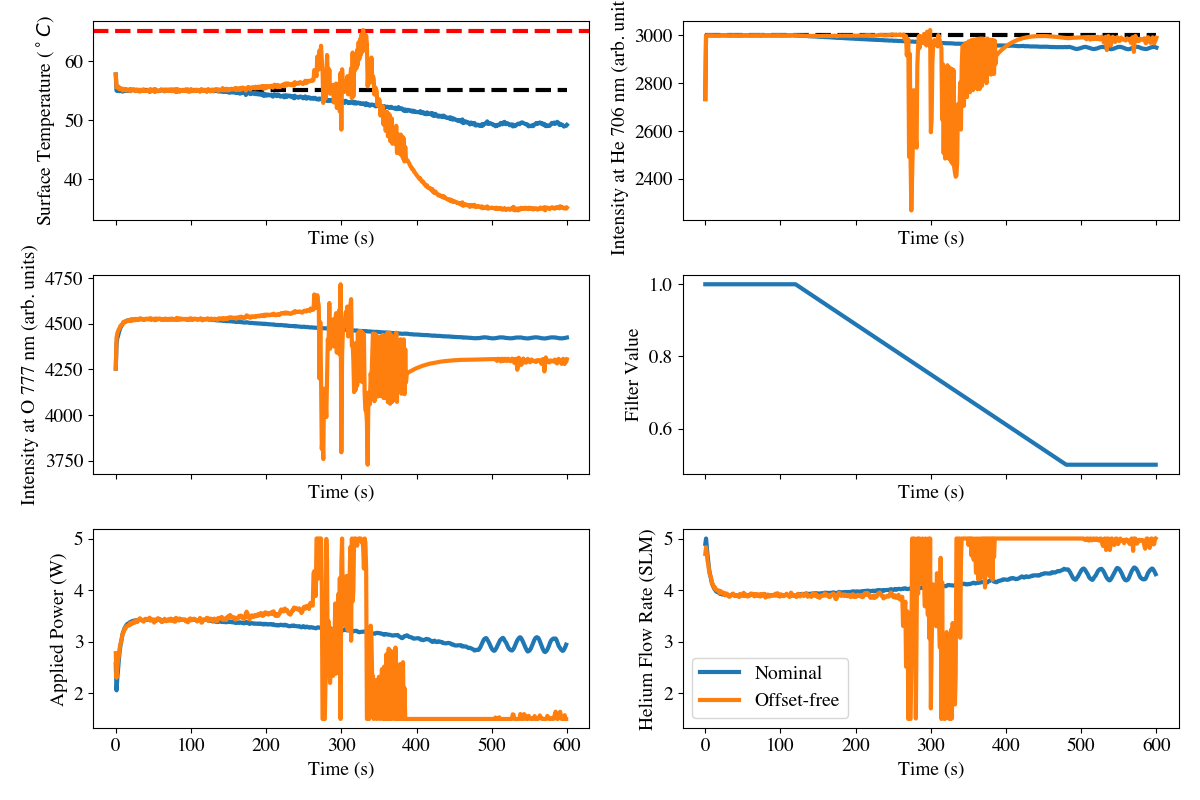 Surface Temperature (°C)
60
50
40
Time (s)
Intensity at He 706 nm (arb. unit
3000
2800
2600
2400
Time (s)
Intensity at O 777 nm (arb. units)
4750
4500
4250
4000
3750
Time (s)
Filter Value
1.0
0.8
0.6
Time (s)
Applied Power (W)
5
4
3
2
0 100 200 300 400 500 600
Time (s)
Helium Flow Rate (SLM)
5
4
3
2
Nominal
Offset-free
0 100 200 300 400 500 600
Time (s)